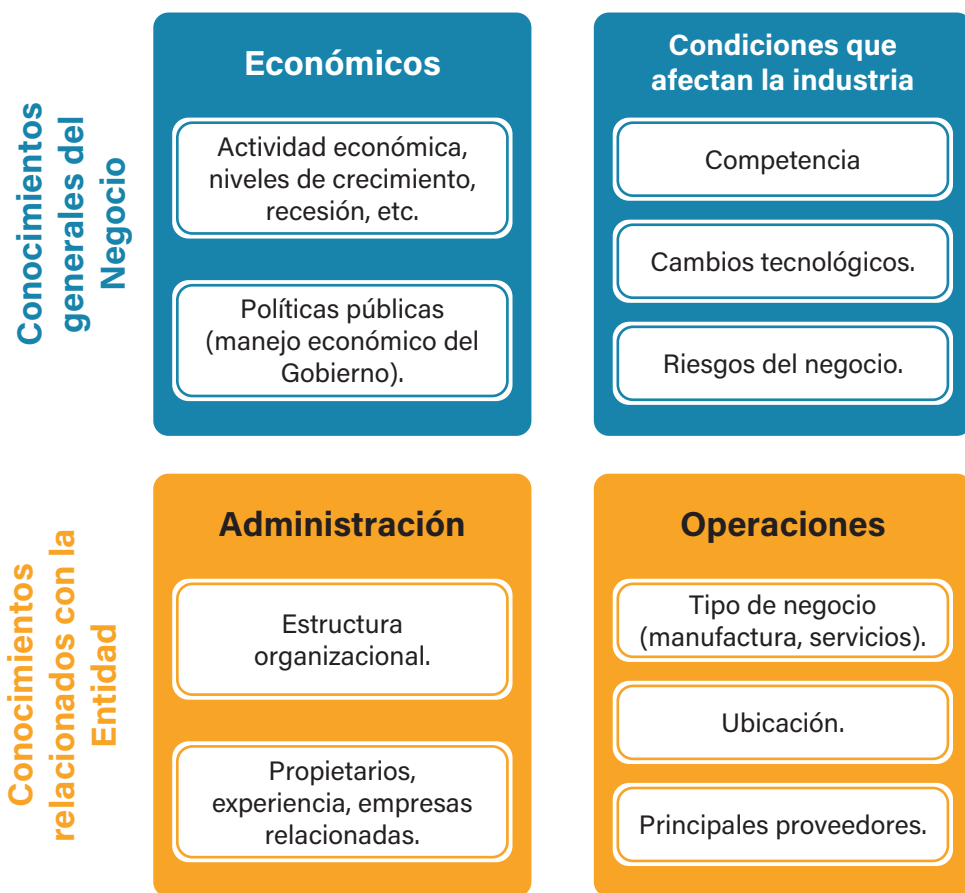 Conocimientos
generales del
Negocio
Económicos
Actividad económica,
niveles de crecimiento,
recesión, etc.
Políticas públicas
(manejo económico del
Gobierno).
Condiciones que
afectan la industria
Competencia
Cambios tecnológicos.
Riesgos del negocio.
Conocimientos
relacionados con la
Entidad
Administración
Estructura
organizacional.
Propietarios,
experiencia, empresas
relacionadas.
Operaciones
Tipo de negocio
(manufactura, servicios).
Ubicación.
Principales proveedores.